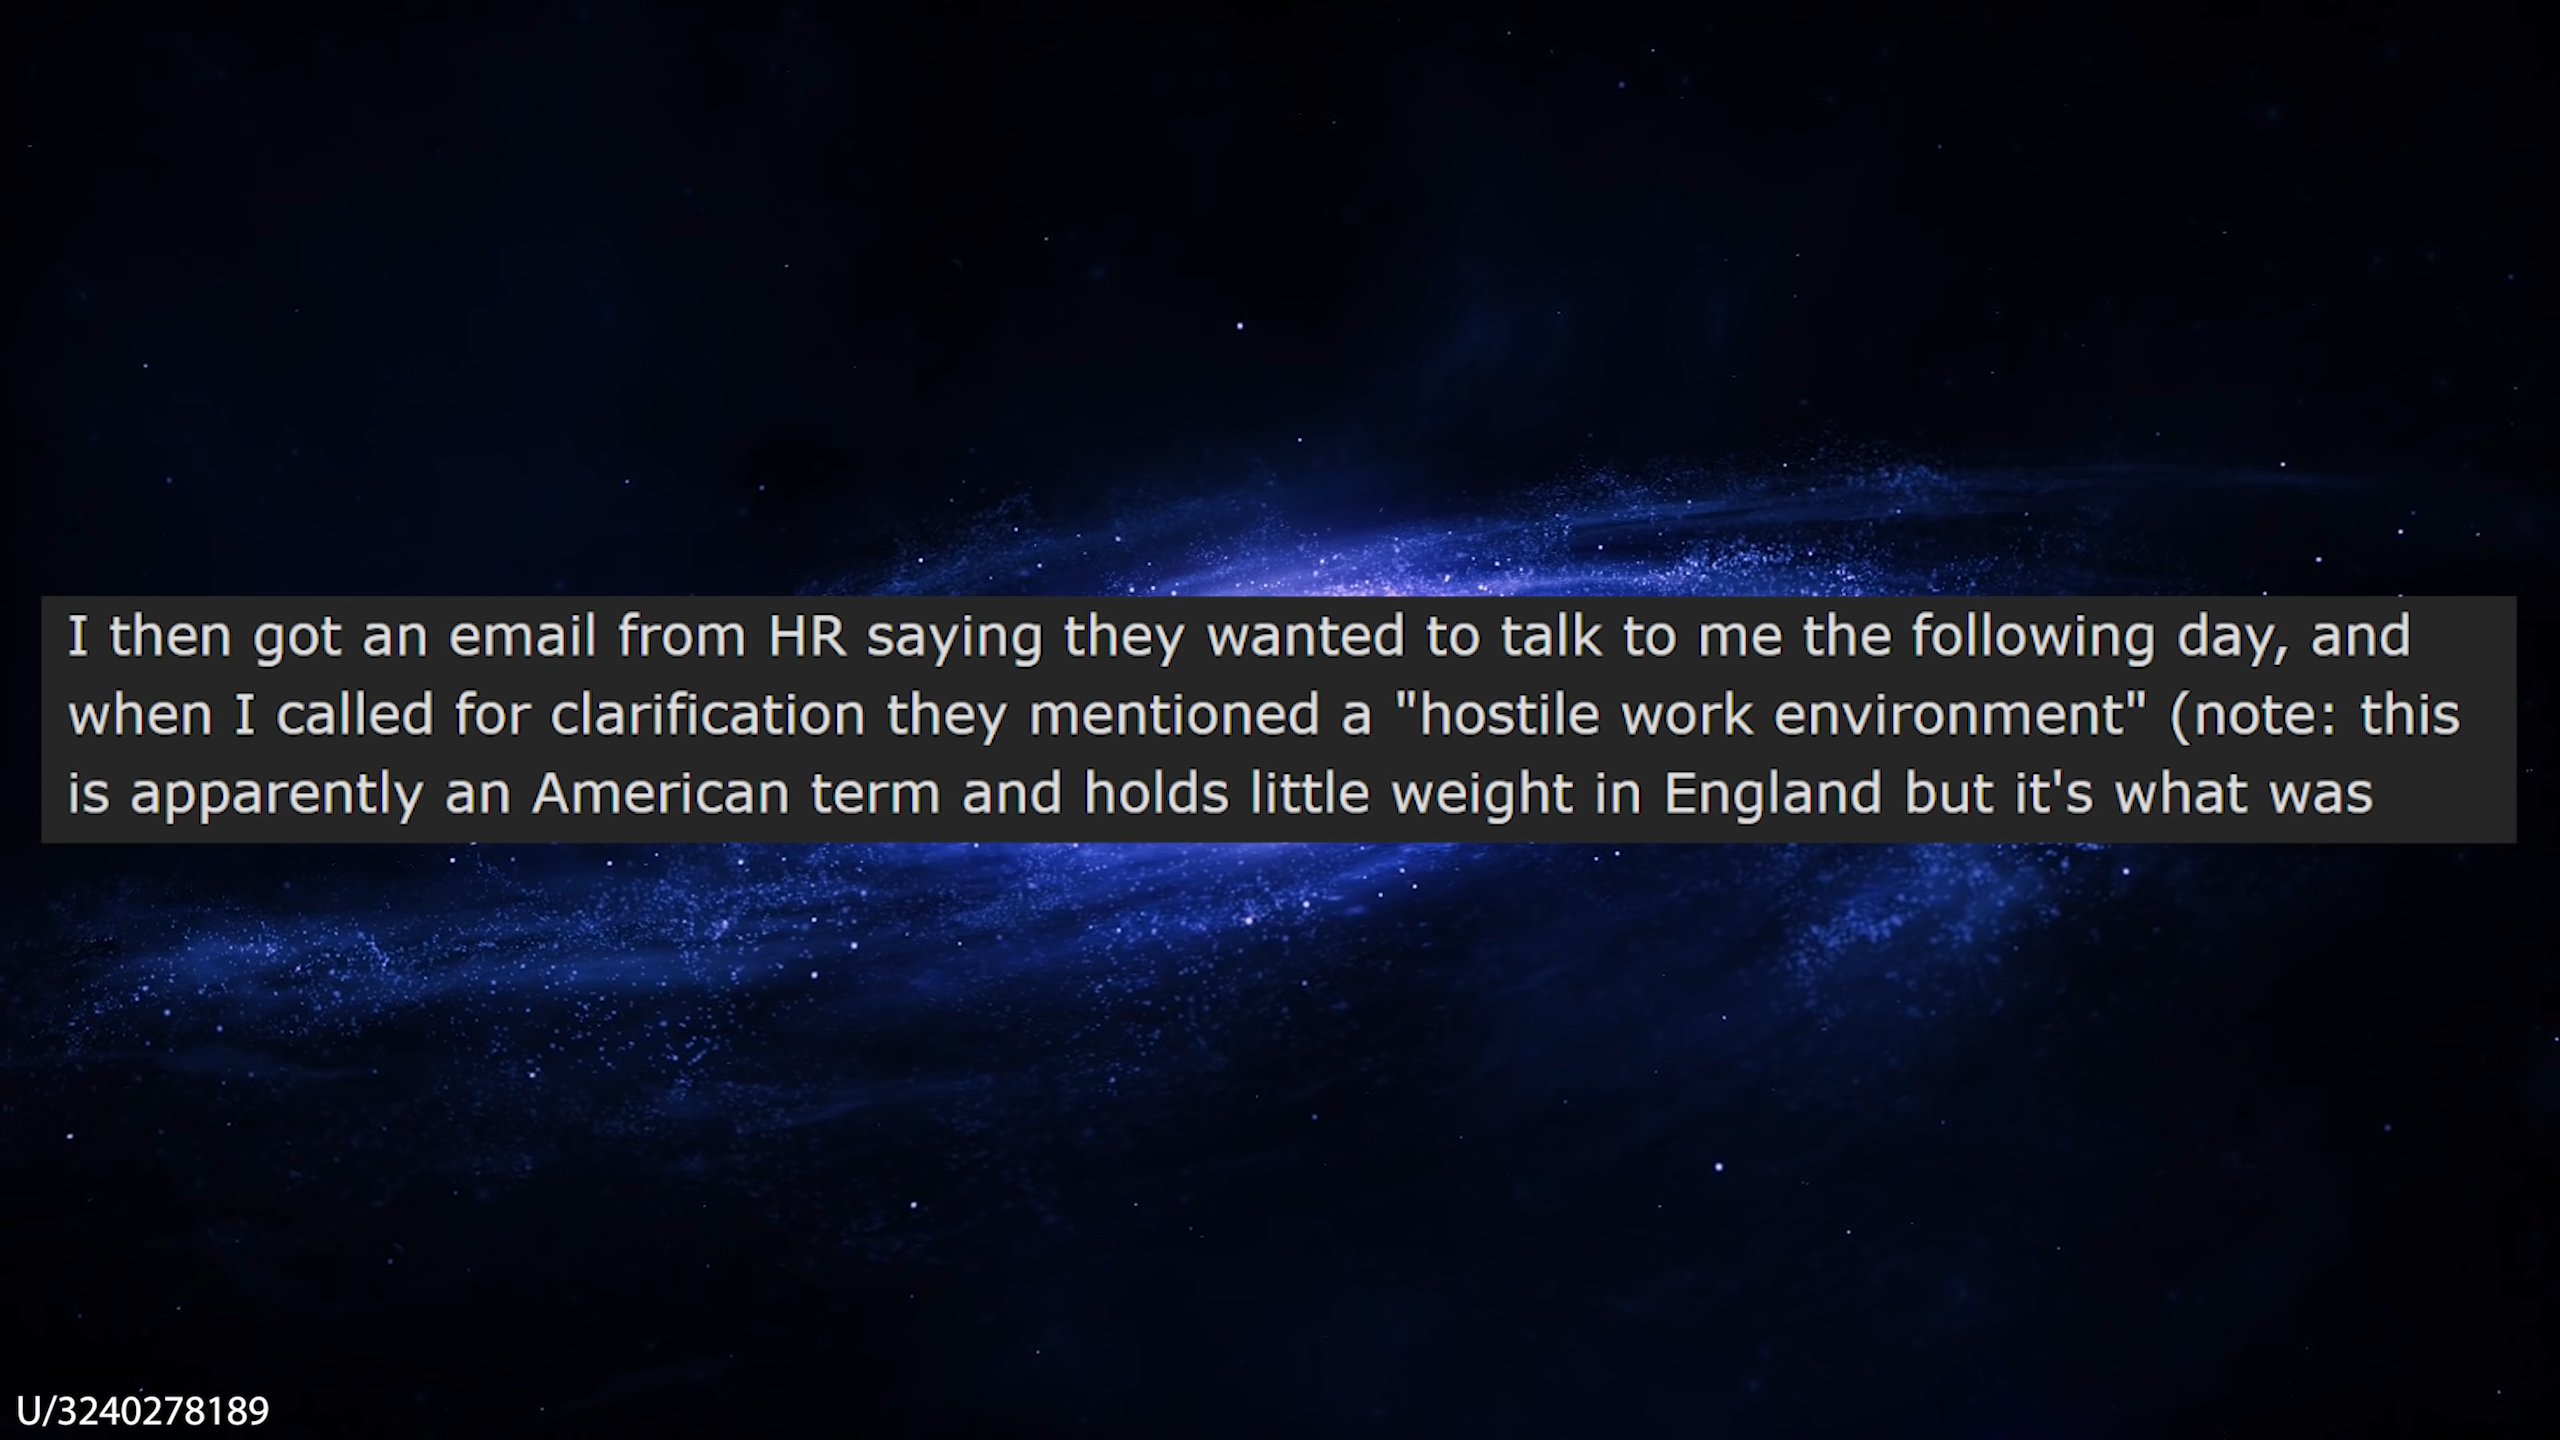 I then got an email from HR saying they wanted to talk to me the following day, and
when I called for clarification they mentioned a "hostile work environment" (note: this
is apparently an American term and holds little weight in England but it's what was
U/3240278189